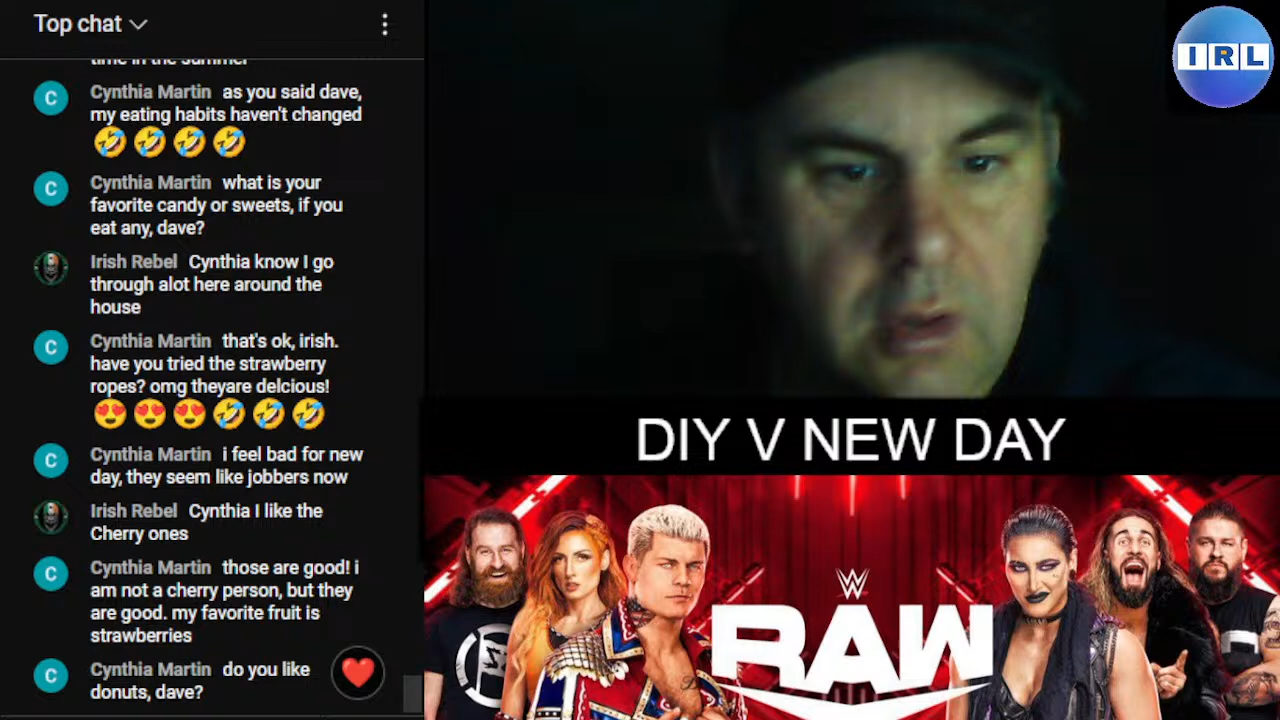 Top chat
time in the summer
C
Cynthia Martin as you said dave,
my eating habits haven't changed
🤣🤣🤣🤣
C
Cynthia Martin what is your
favorite candy or sweets, if you
eat any, dave?
Irish Rebel Cynthia know I go
through alot here around the
house
C
Cynthia Martin that's ok, irish.
have you tried the strawberry
ropes? omg theyare delcious!
😍😍😍🤣🤣🤣
C
Cynthia Martin i feel bad for new
day, they seem like jobbers now
Irish Rebel Cynthia I like the
Cherry ones
C
Cynthia Martin those are good! i
am not a cherry person, but they
are good. my favorite fruit is
strawberries
C
Cynthia Martin do you like
donuts, dave?
IRL
DIY V NEW DAY
W
RAW